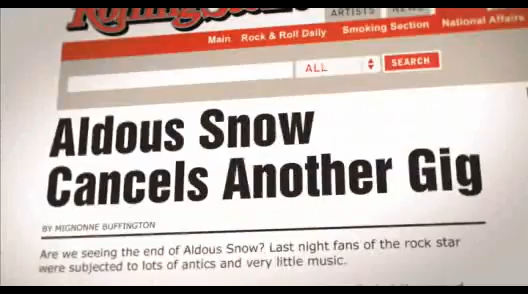 RollingStone
ARTISTS NEWS
Main Rock & Roll Daily Smoking Section National Affairs
ALL SEARCH
Aldous Snow
Cancels Another Gig
BY MIGNONNE BUFFINGTON
Are we seeing the end of Aldous Snow? Last night fans of the rock star
were subjected to lots of antics and very little music.